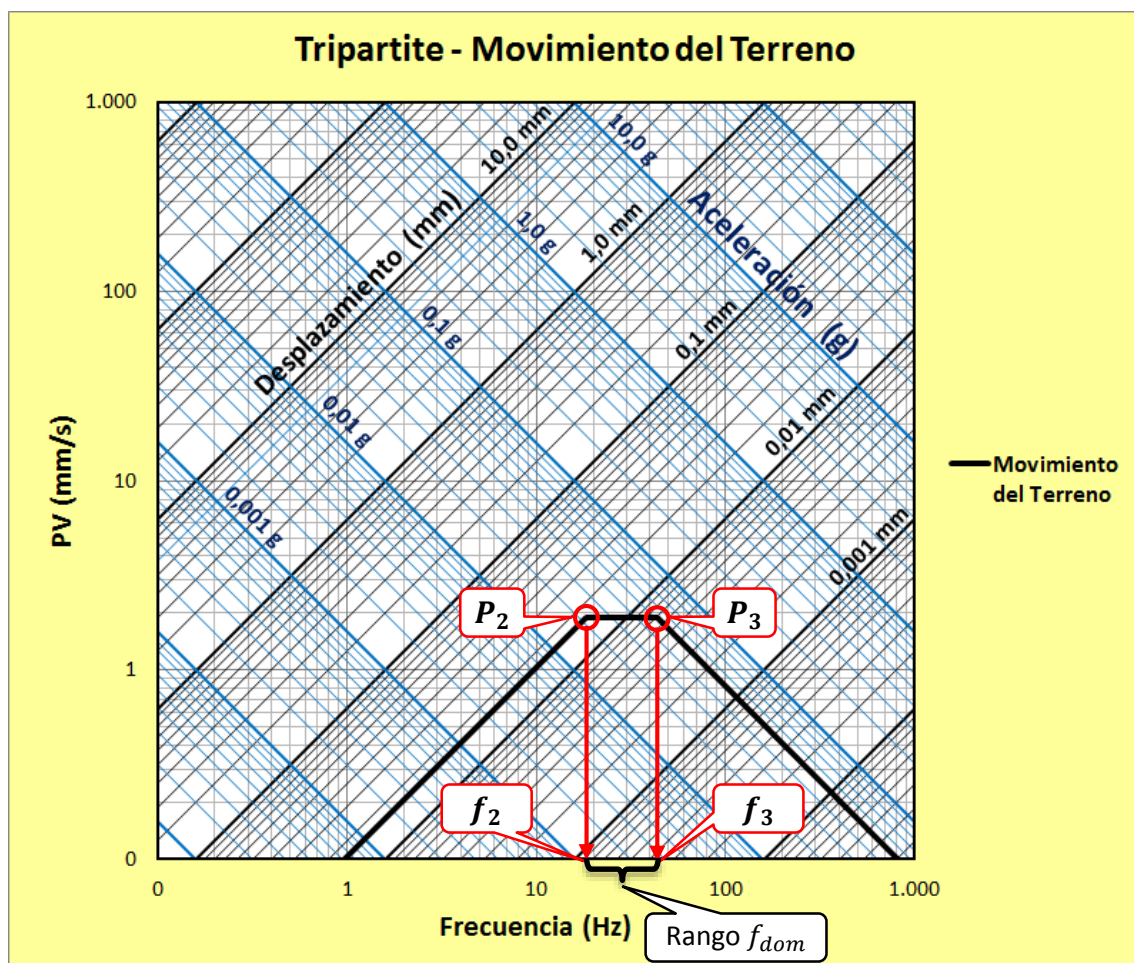 Tripartite - Movimiento del Terreno
1.000
100
10
1
0
PV (mm/s)
0
1
10
100
1.000
Frecuencia (Hz)
Desplazamiento (mm)
10,0 mm
1,0 mm
0,1 mm
0,01 mm
0,001 mm
Aceleración (g)
10,0 g
1,0 g
0,1 g
0,01 g
0,001 g
P₂
P₃
f₂
f₃
Rango f_dom
Movimiento
del Terreno